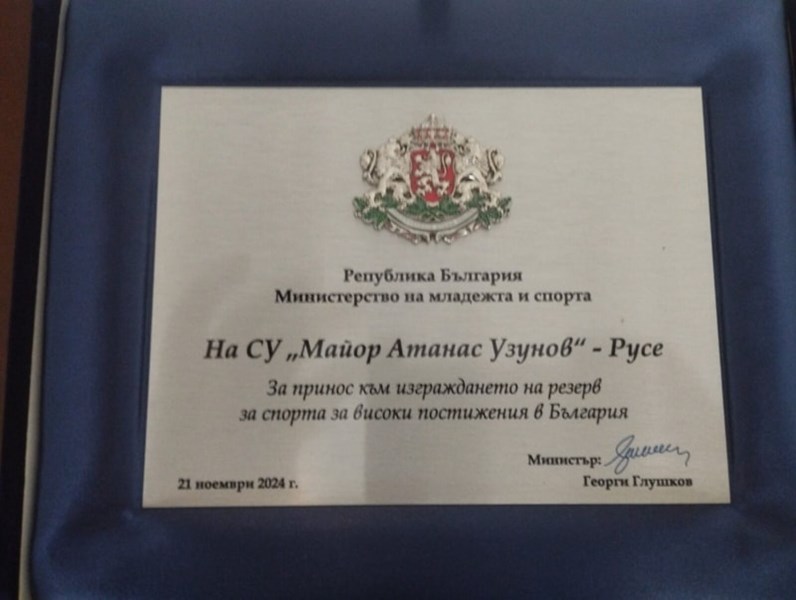 Република България
Министерство на младежта и спорта
На СУ „Майор Атанас Узунов“ - Русе
За принос към изграждането на резерв
за спорта за високи постижения в България
Министър:
21 ноември 2024 г.
Георги Глушков